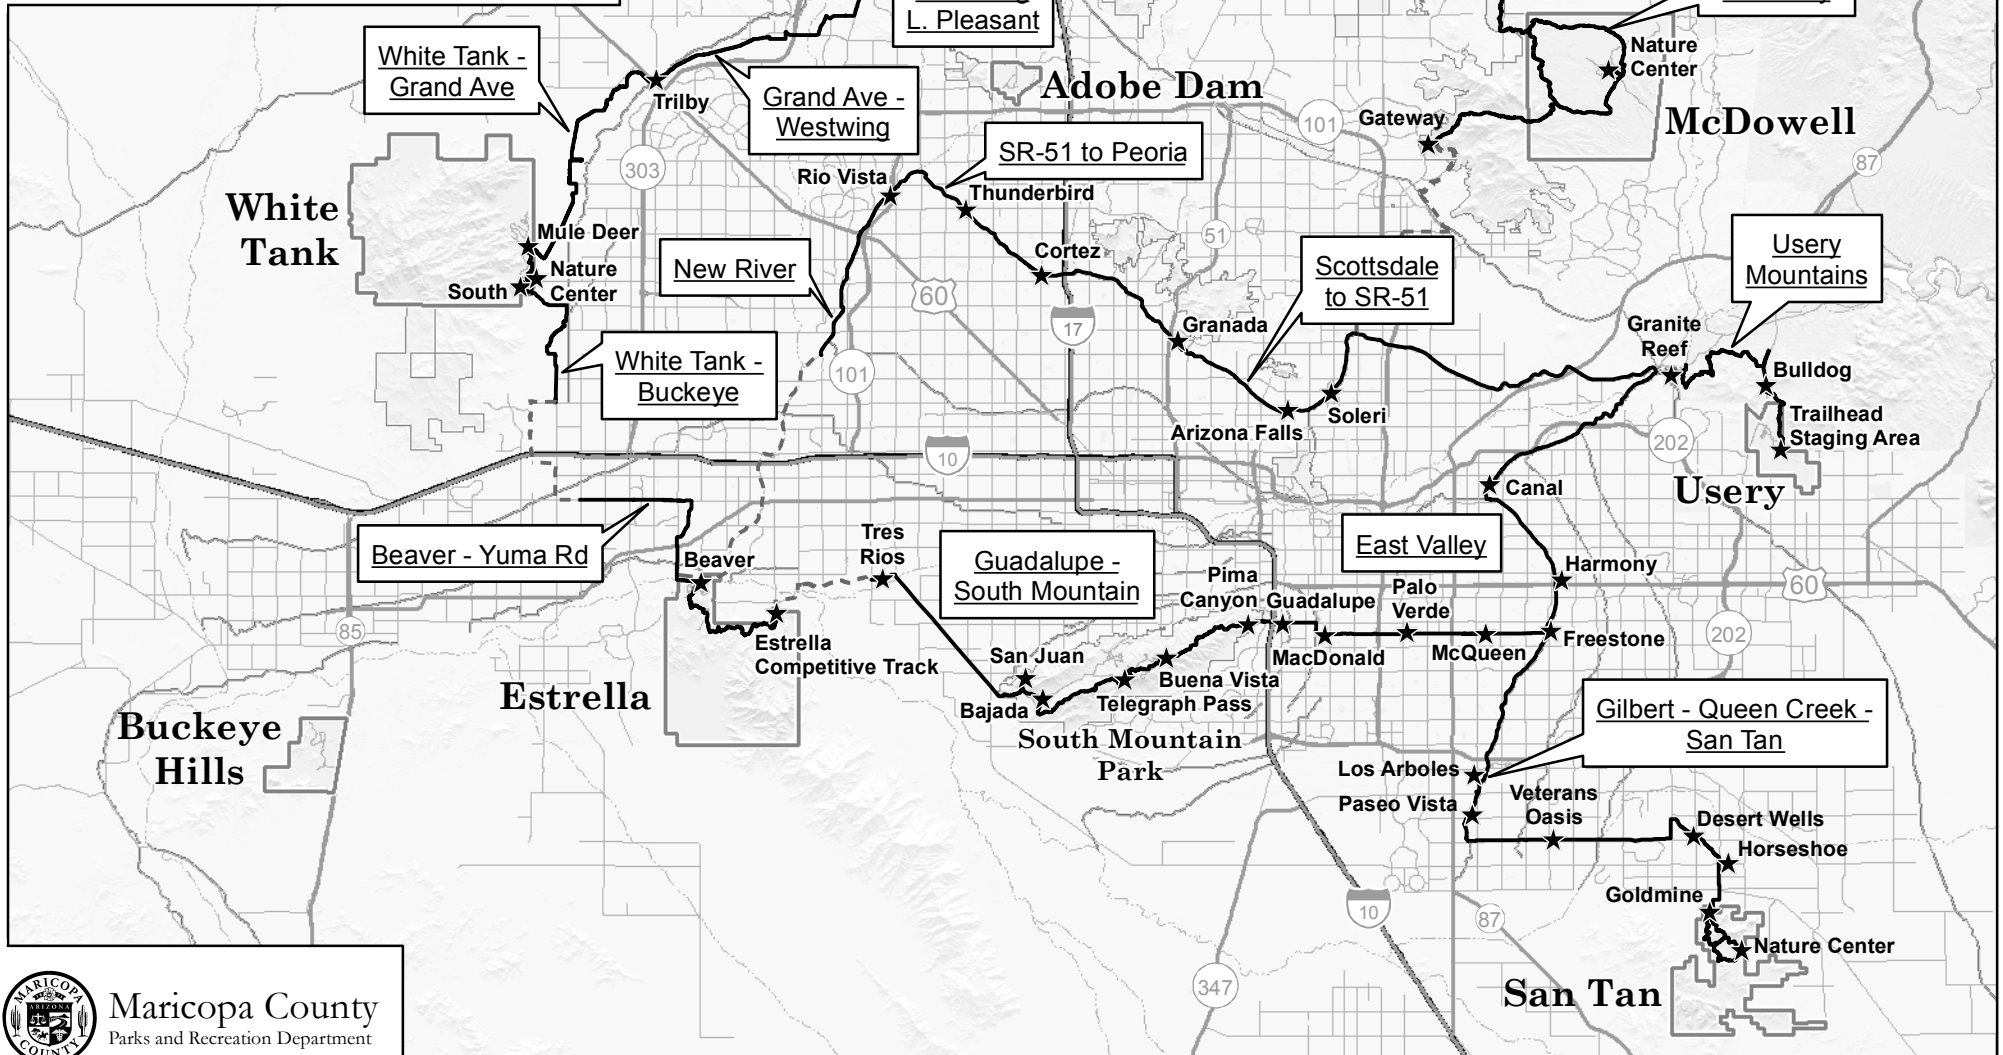 L. Pleasant
White Tank -
Grand Ave
Trilby
Grand Ave -
Westwing
Adobe Dam
Nature
Center
McDowell
Gateway
101
87
303
SR-51 to Peoria
Rio Vista
Thunderbird
White
Tank
Mule Deer
Nature
Center
South
New River
Cortez
51
60
17
Scottsdale
to SR-51
Usery
Mountains
Granada
Granite
Reef
White Tank -
Buckeye
101
Bulldog
Soleri
Arizona Falls
Trailhead
Staging Area
202
10
Canal
Usery
Beaver - Yuma Rd
Tres
Rios
Guadalupe -
South Mountain
East Valley
Beaver
Harmony
60
Pima
Canyon
Guadalupe
Palo
Verde
85
Estrella
Competitive Track
San Juan
MacDonald
McQueen
Freestone
202
Buena Vista
Telegraph Pass
Bajada
Estrella
South Mountain
Park
Buckeye
Hills
Gilbert - Queen Creek -
San Tan
Los Arboles
Paseo Vista
Veterans
Oasis
Desert Wells
Horseshoe
Goldmine
10
87
Nature Center
347
San Tan
MARICOPA
ARIZONA
COUNTY
Maricopa County
Parks and Recreation Department